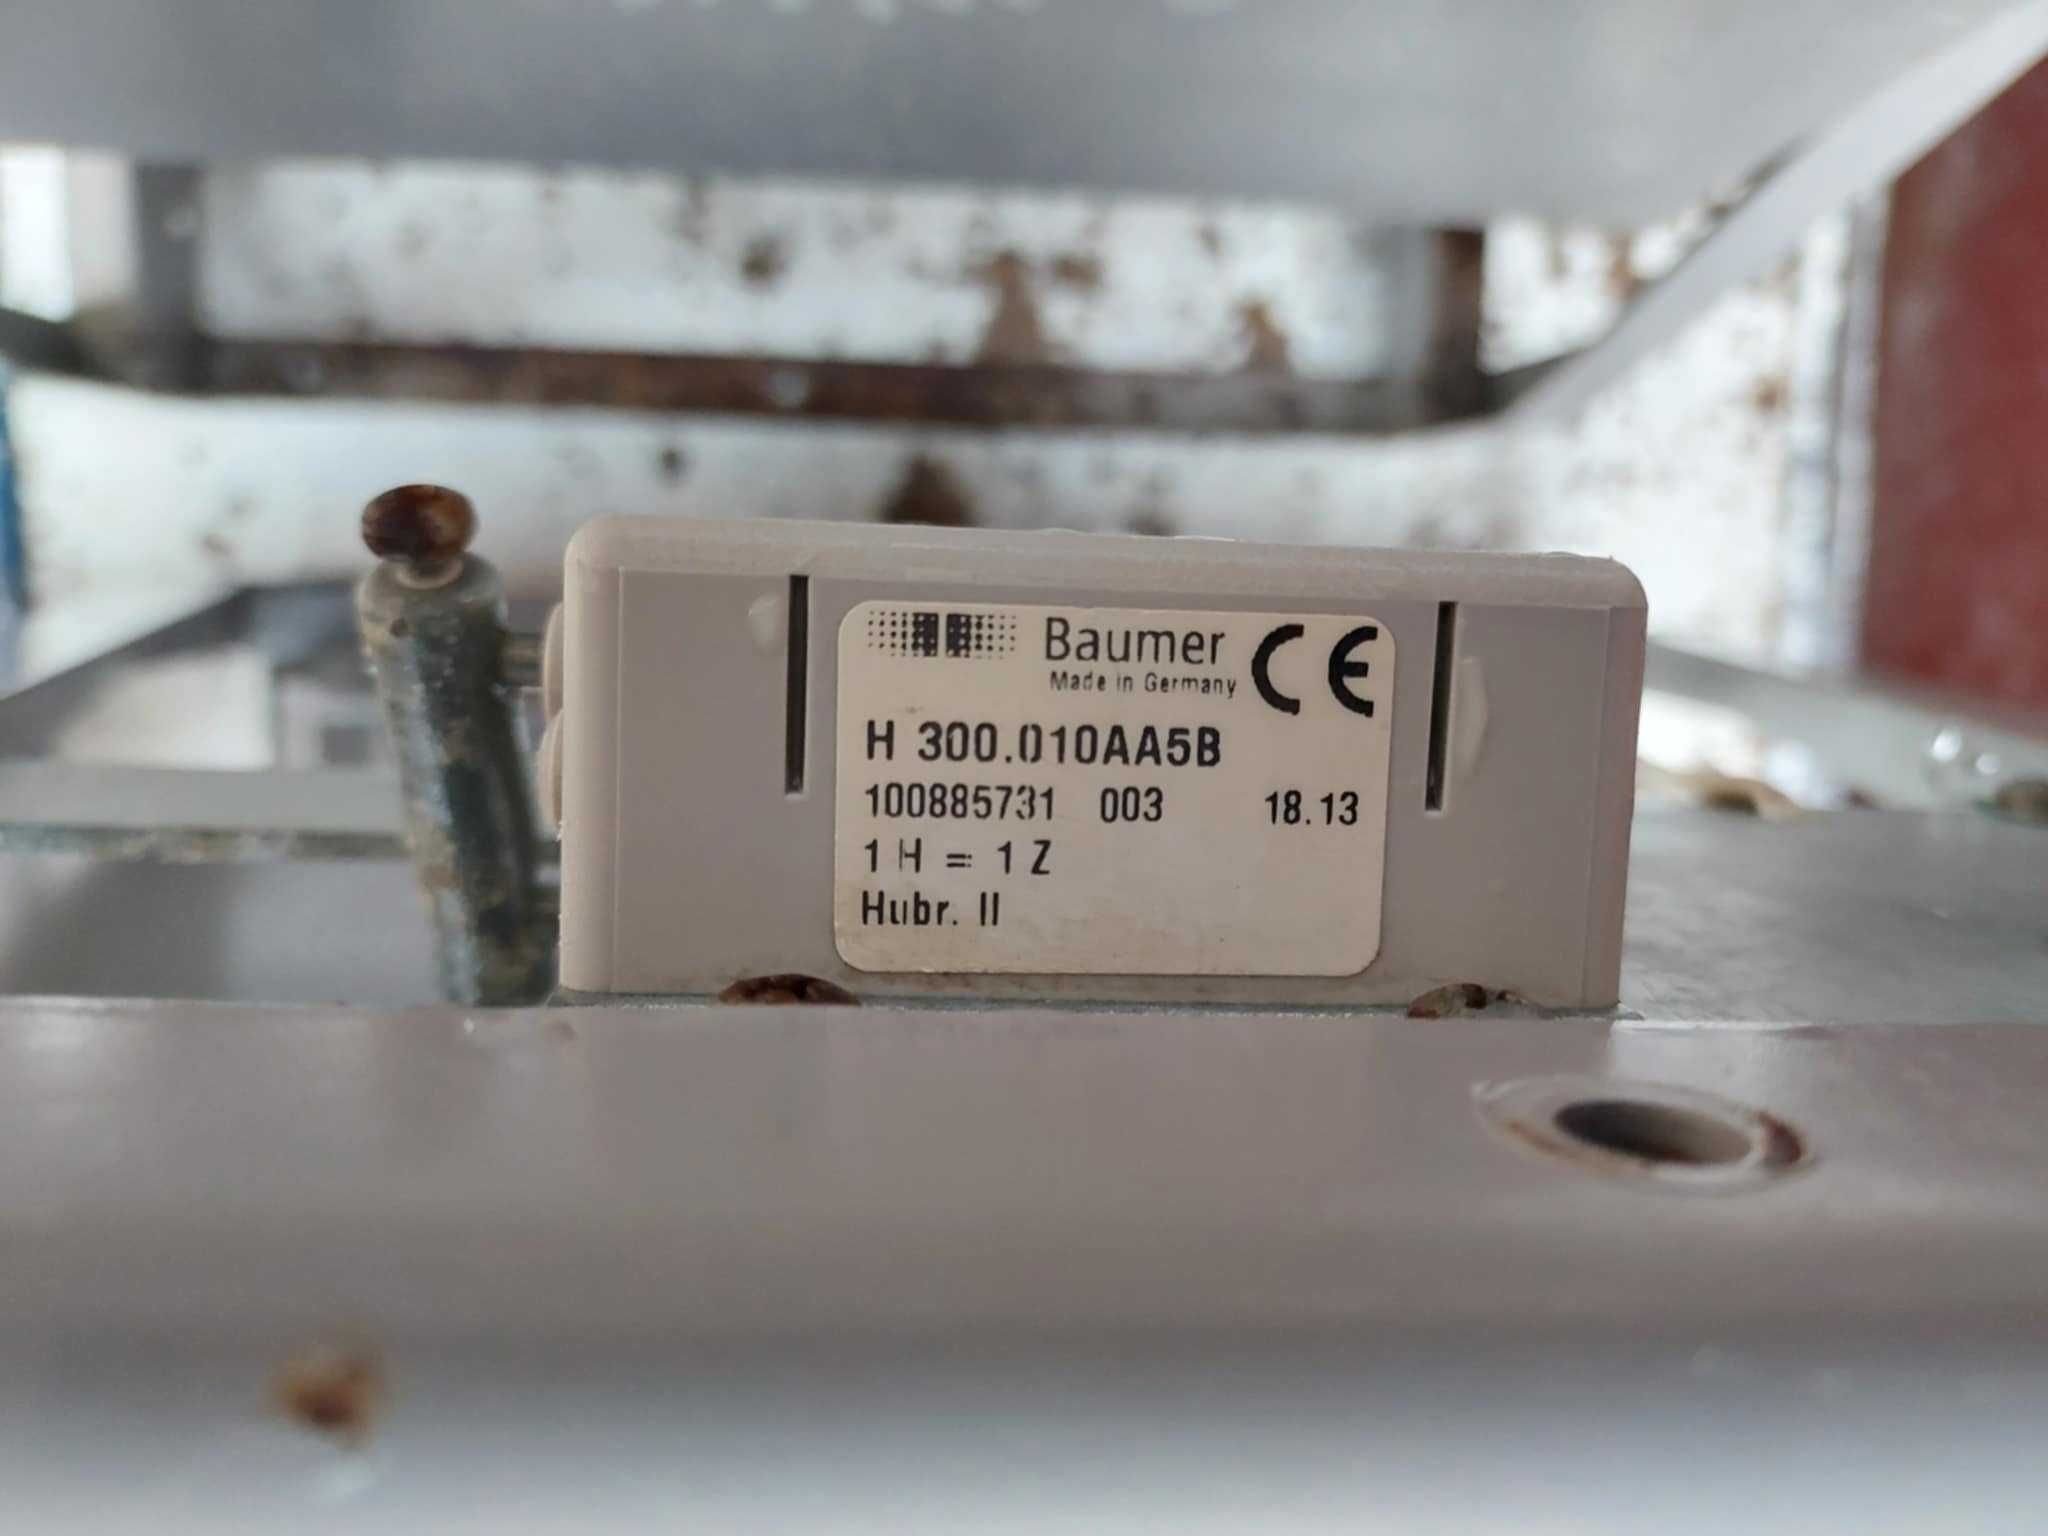 Baumer CE
Made in Germany
H 300.010AA5B
100885731 003 18.13
1 H = 1 Z
Hubr. II